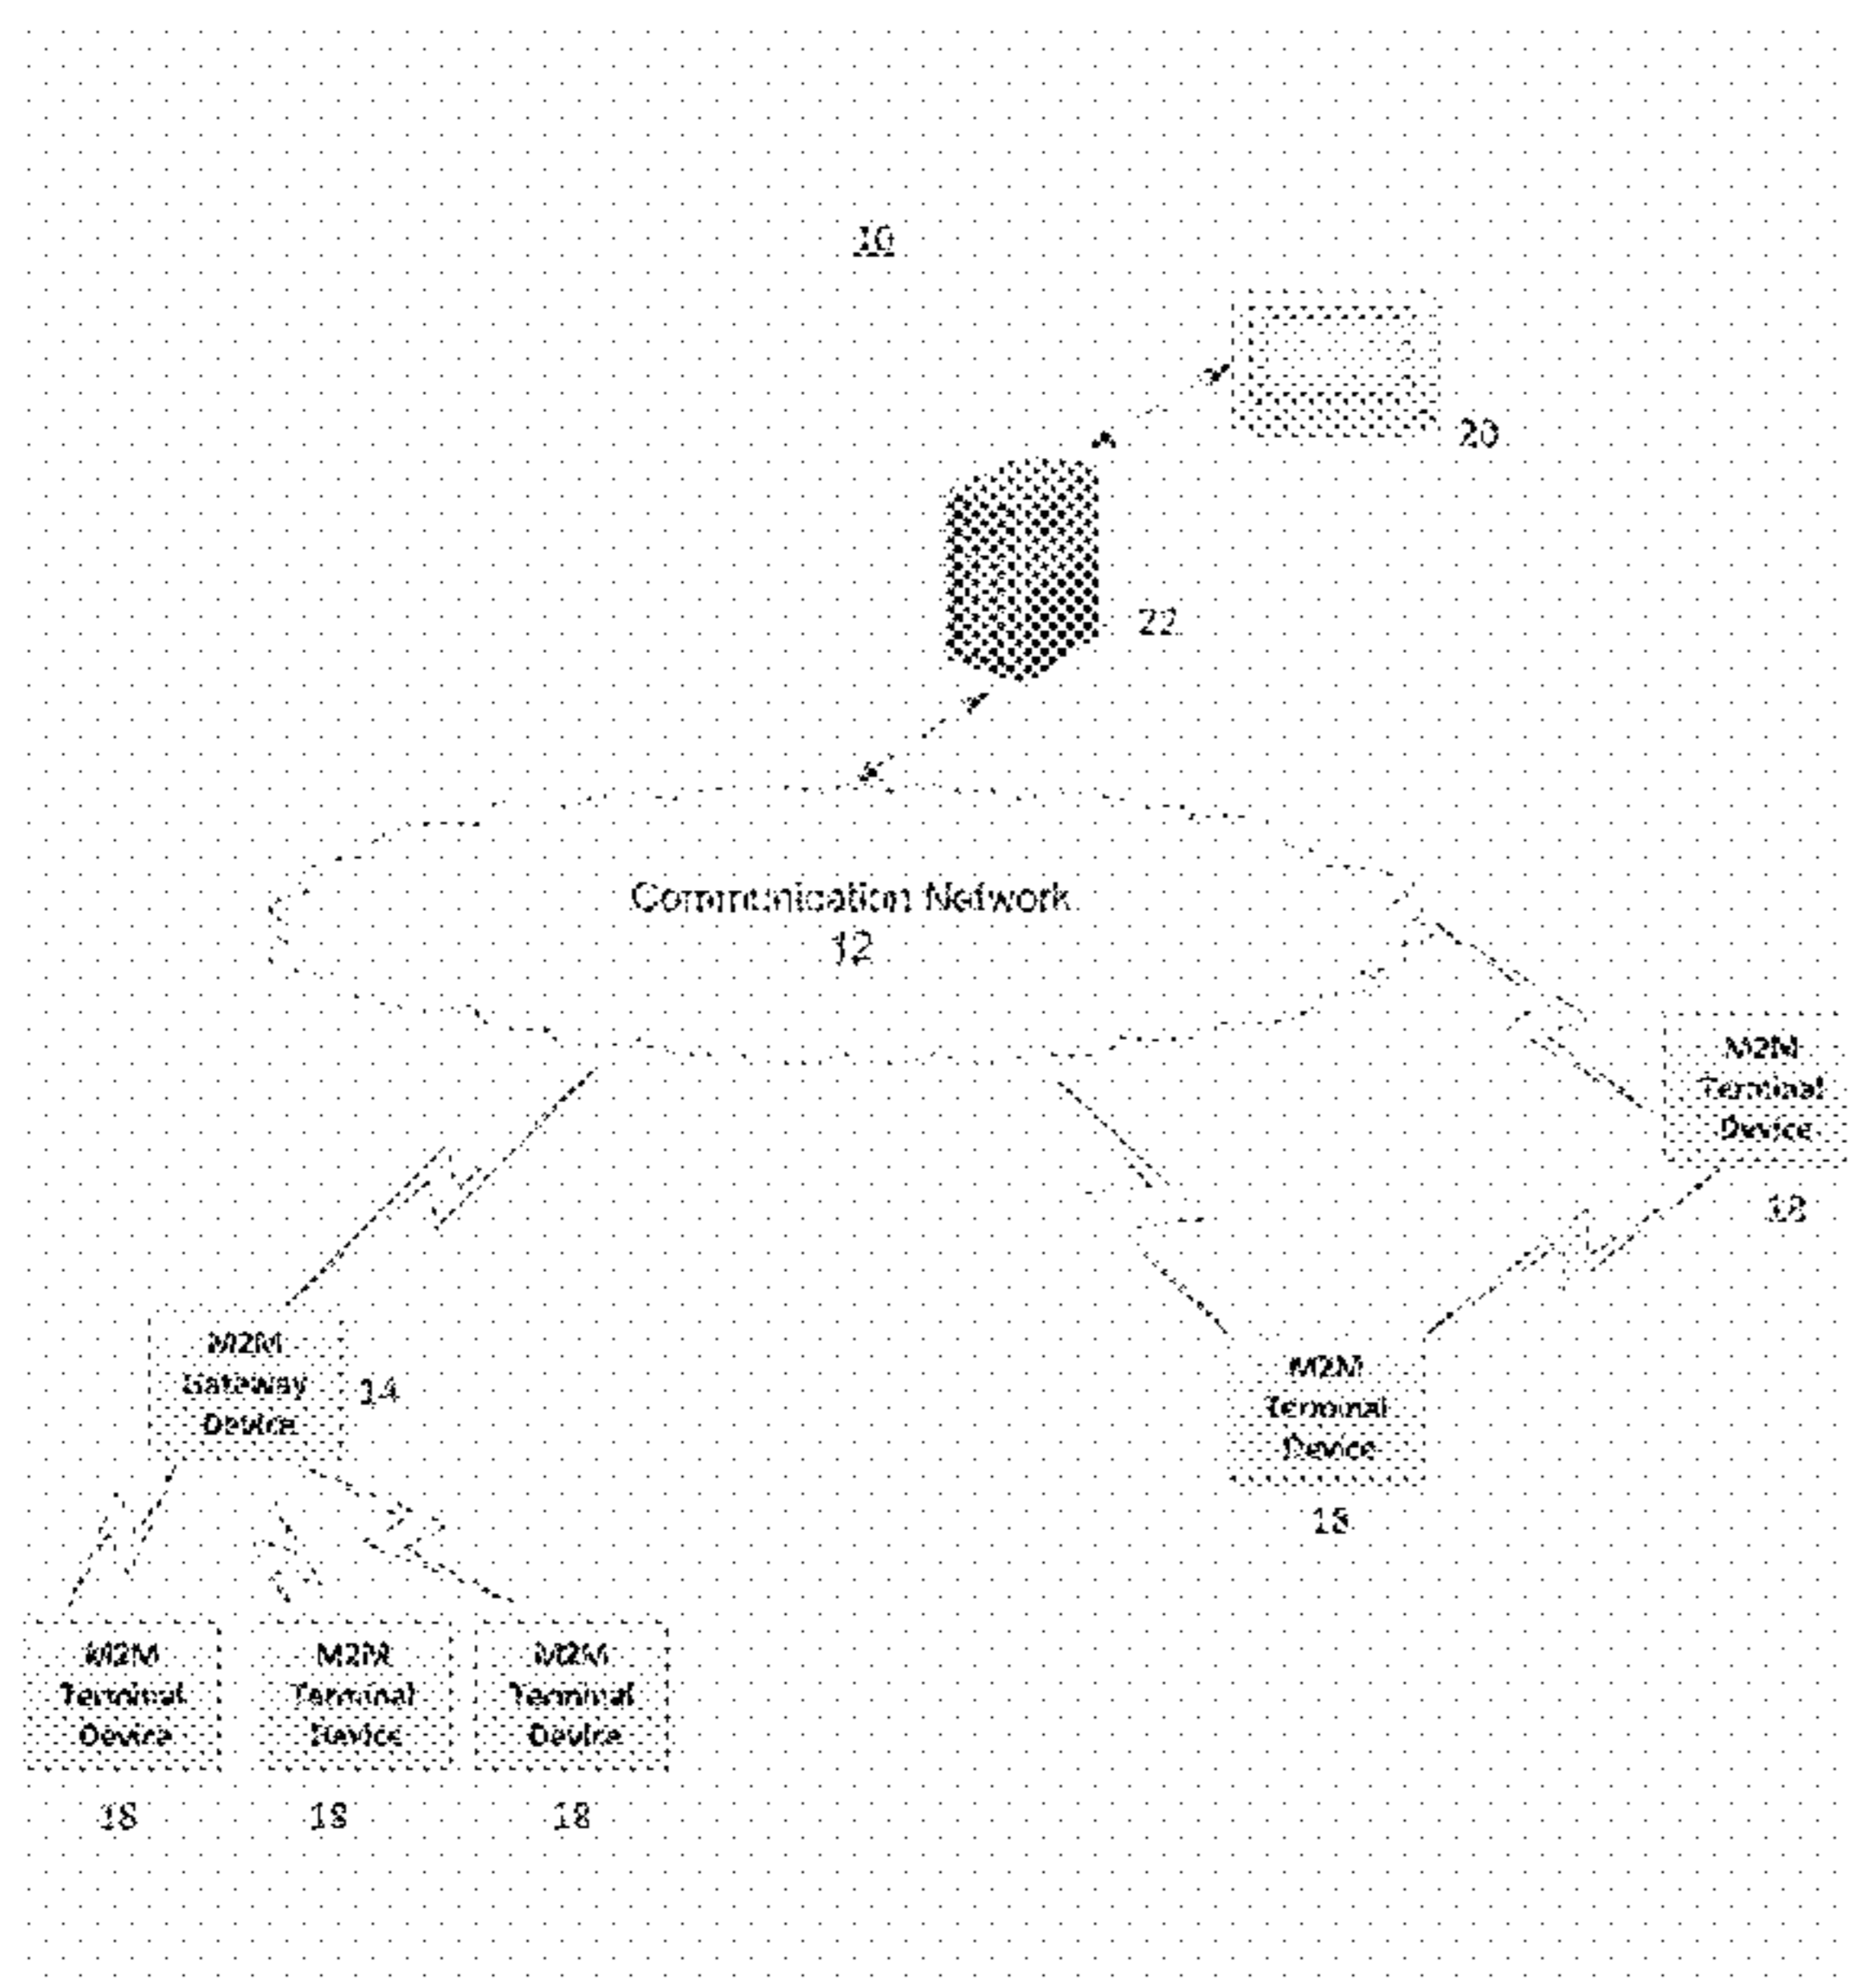 10
20
22
Communication Network
12
M2M
Terminal
Device
18
M2M
Gateway
Device
14
M2M
Terminal
Device
18
M2M
Terminal
Device
18
M2M
Terminal
Device
18
M2M
Terminal
Device
18